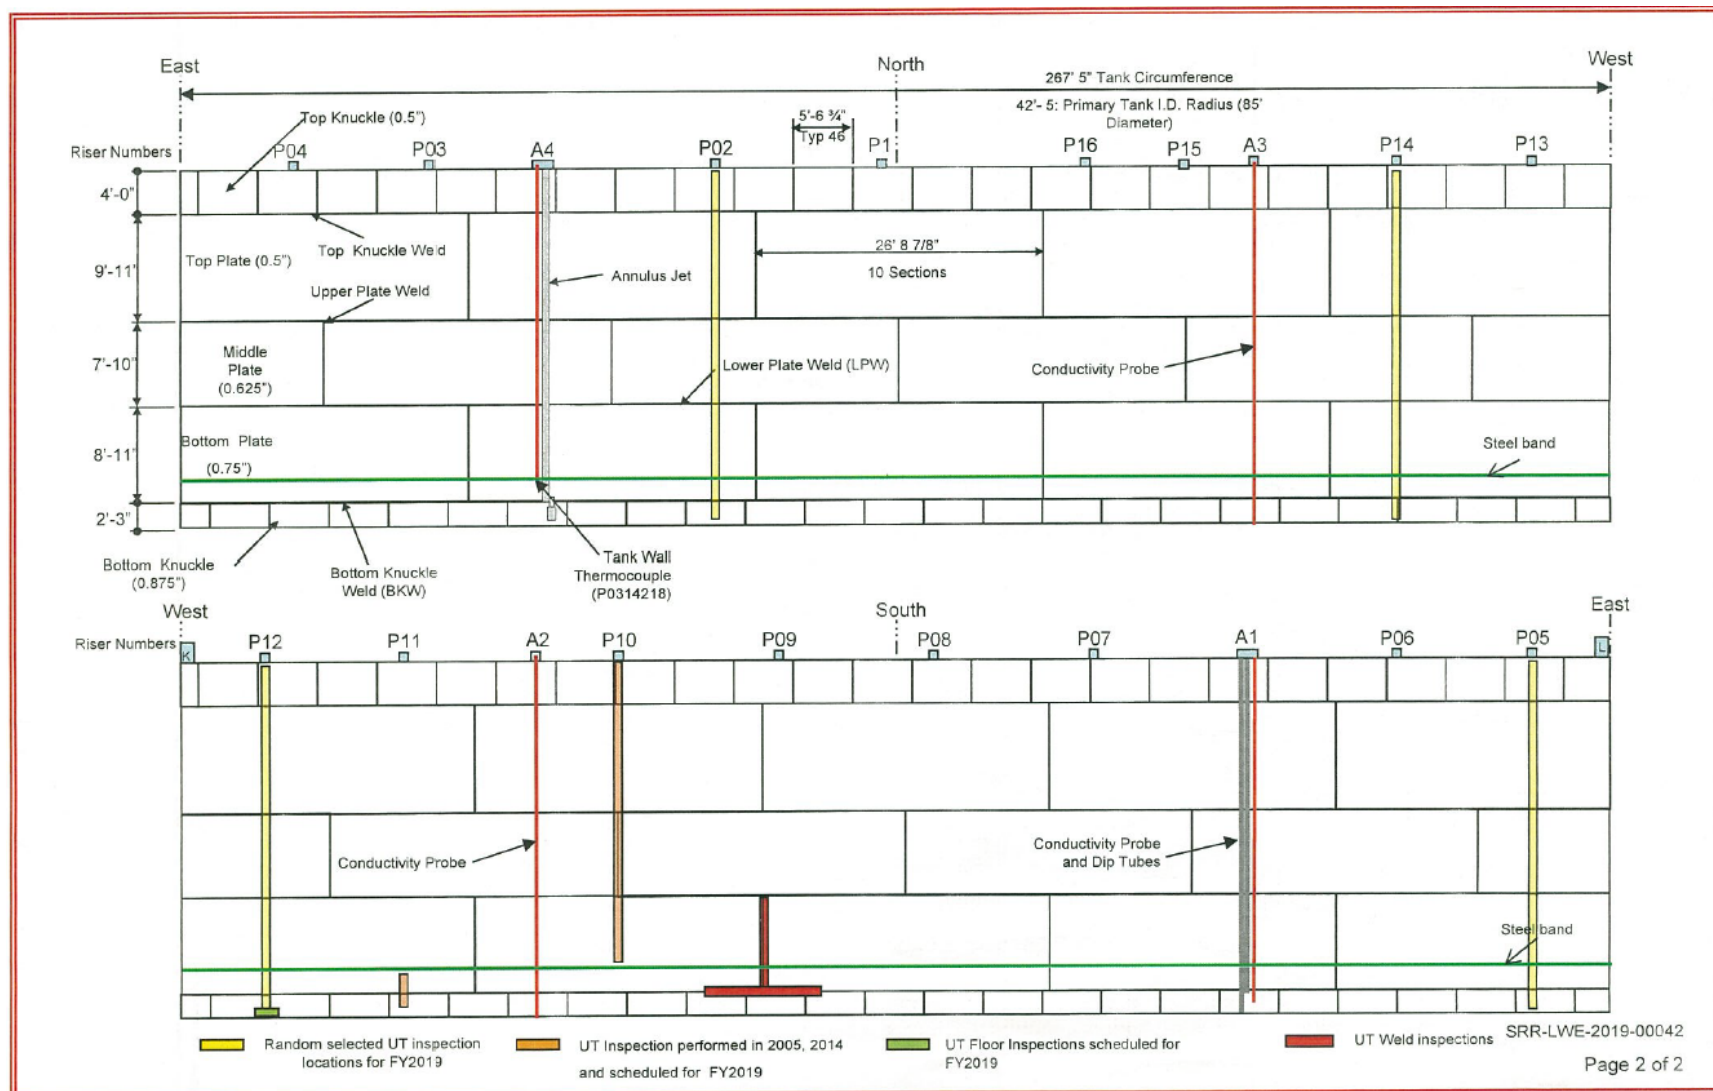 East
North
West
267' 5" Tank Circumference
42'- 5: Primary Tank I.D. Radius (85'
Diameter)
Top Knuckle (0.5")
5'-6 ¾"
Typ 46
Riser Numbers
P04
P03
A4
P02
P1
P16
P15
A3
P14
P13
4'-0"
Top Knuckle Weld
Top Plate (0.5")
9'-11"
Annulus Jet
26' 8 7/8"
10 Sections
Upper Plate Weld
Middle
Plate
(0.625")
7'-10"
Lower Plate Weld (LPW)
Conductivity Probe
Bottom Plate
(0.75")
8'-11"
Steel band
2'-3"
Bottom Knuckle
(0.875")
Bottom Knuckle
Weld (BKW)
Tank Wall
Thermocouple
(P0314218)
West
South
East
Riser Numbers
K
P12
P11
A2
P10
P09
P08
P07
A1
P06
P05
L
Conductivity Probe
Conductivity Probe
and Dip Tubes
Steel band
Random selected UT inspection
locations for FY2019
UT Inspection performed in 2005, 2014
and scheduled for FY2019
UT Floor Inspections scheduled for
FY2019
UT Weld inspections
SRR-LWE-2019-00042
Page 2 of 2